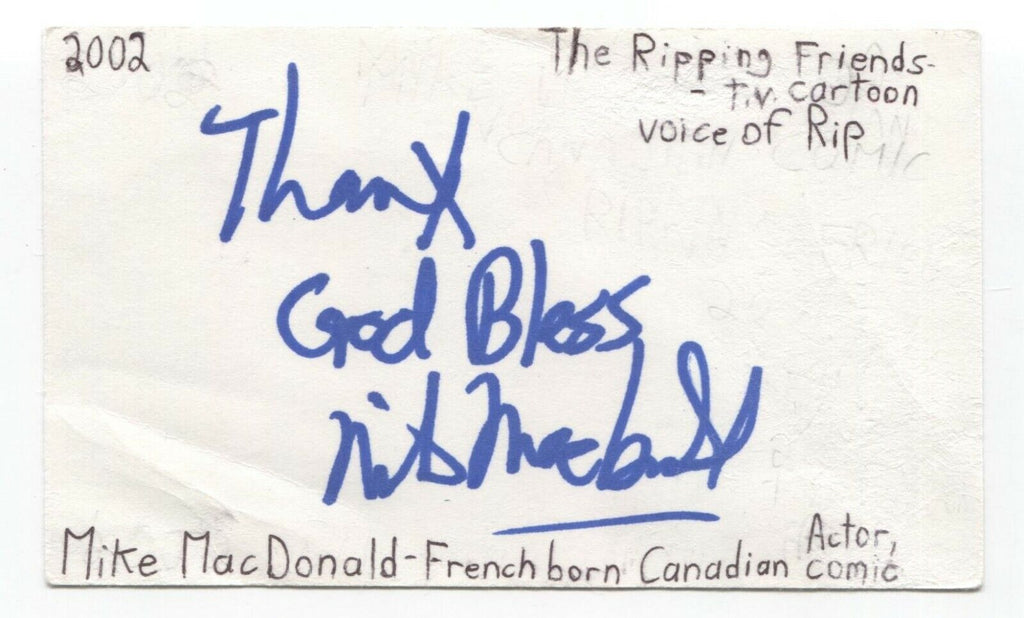 2002
The Ripping Friends-
- T.V. cartoon
voice of Rip
Thanx
God Bless
Mike MacDonald
Mike MacDonald-French born Canadian Actor, comic